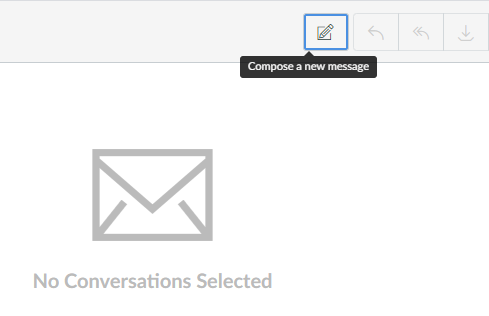 Compose a new message
No Conversations Selected